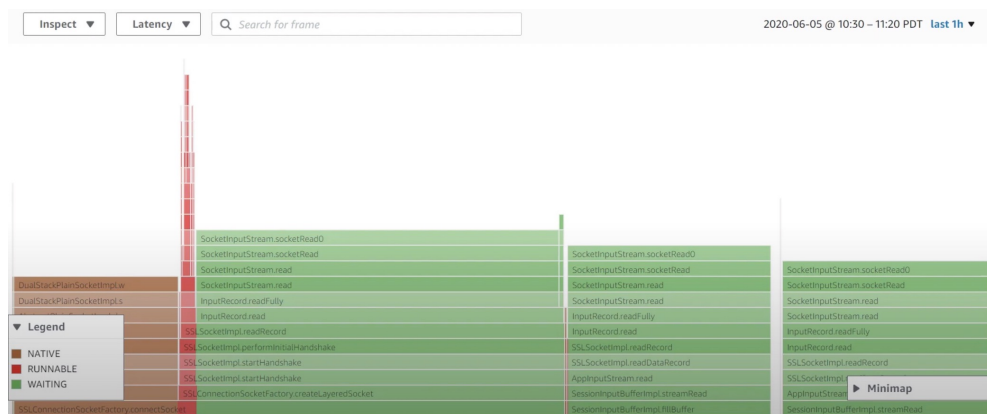 Inspect ▼ Latency ▼ Search for frame 2020-06-05 @ 10:30 – 11:20 PDT last 1h ▼
SocketInputStream.socketRead0
SocketInputStream.socketRead SocketInputStream.socketRead0
SocketInputStream.read SocketInputStream.socketRead SocketInputStream.socketRead0
DualStackPlainSocketImpl.w SocketInputStream.read SocketInputStream.read SocketInputStream.socketRead
DualStackPlainSocketImpl.s InputRecord.readFully SocketInputStream.read SocketInputStream.read
InputRecord.read InputRecord.readFully SocketInputStream.read
▼ Legend SSLSocketImpl.readRecord InputRecord.read InputRecord.readFully
SSLSocketImpl.performInitialHandshake SSLSocketImpl.readRecord InputRecord.read
NATIVE SSLSocketImpl.startHandshake SSLSocketImpl.readDataRecord SSLSocketImpl.readRecord
RUNNABLE SSLSocketImpl.startHandshake AppInputStream.read
WAITING SSLConnectionSocketFactory.createLayeredSocket SessionInputBufferImpl.streamRead AppInputStream ▶ Minimap
SSLConnectionSocketFactory.connectSocket SessionInputBufferImpl.fillBuffer SessionInputBufferImpl.streamRead